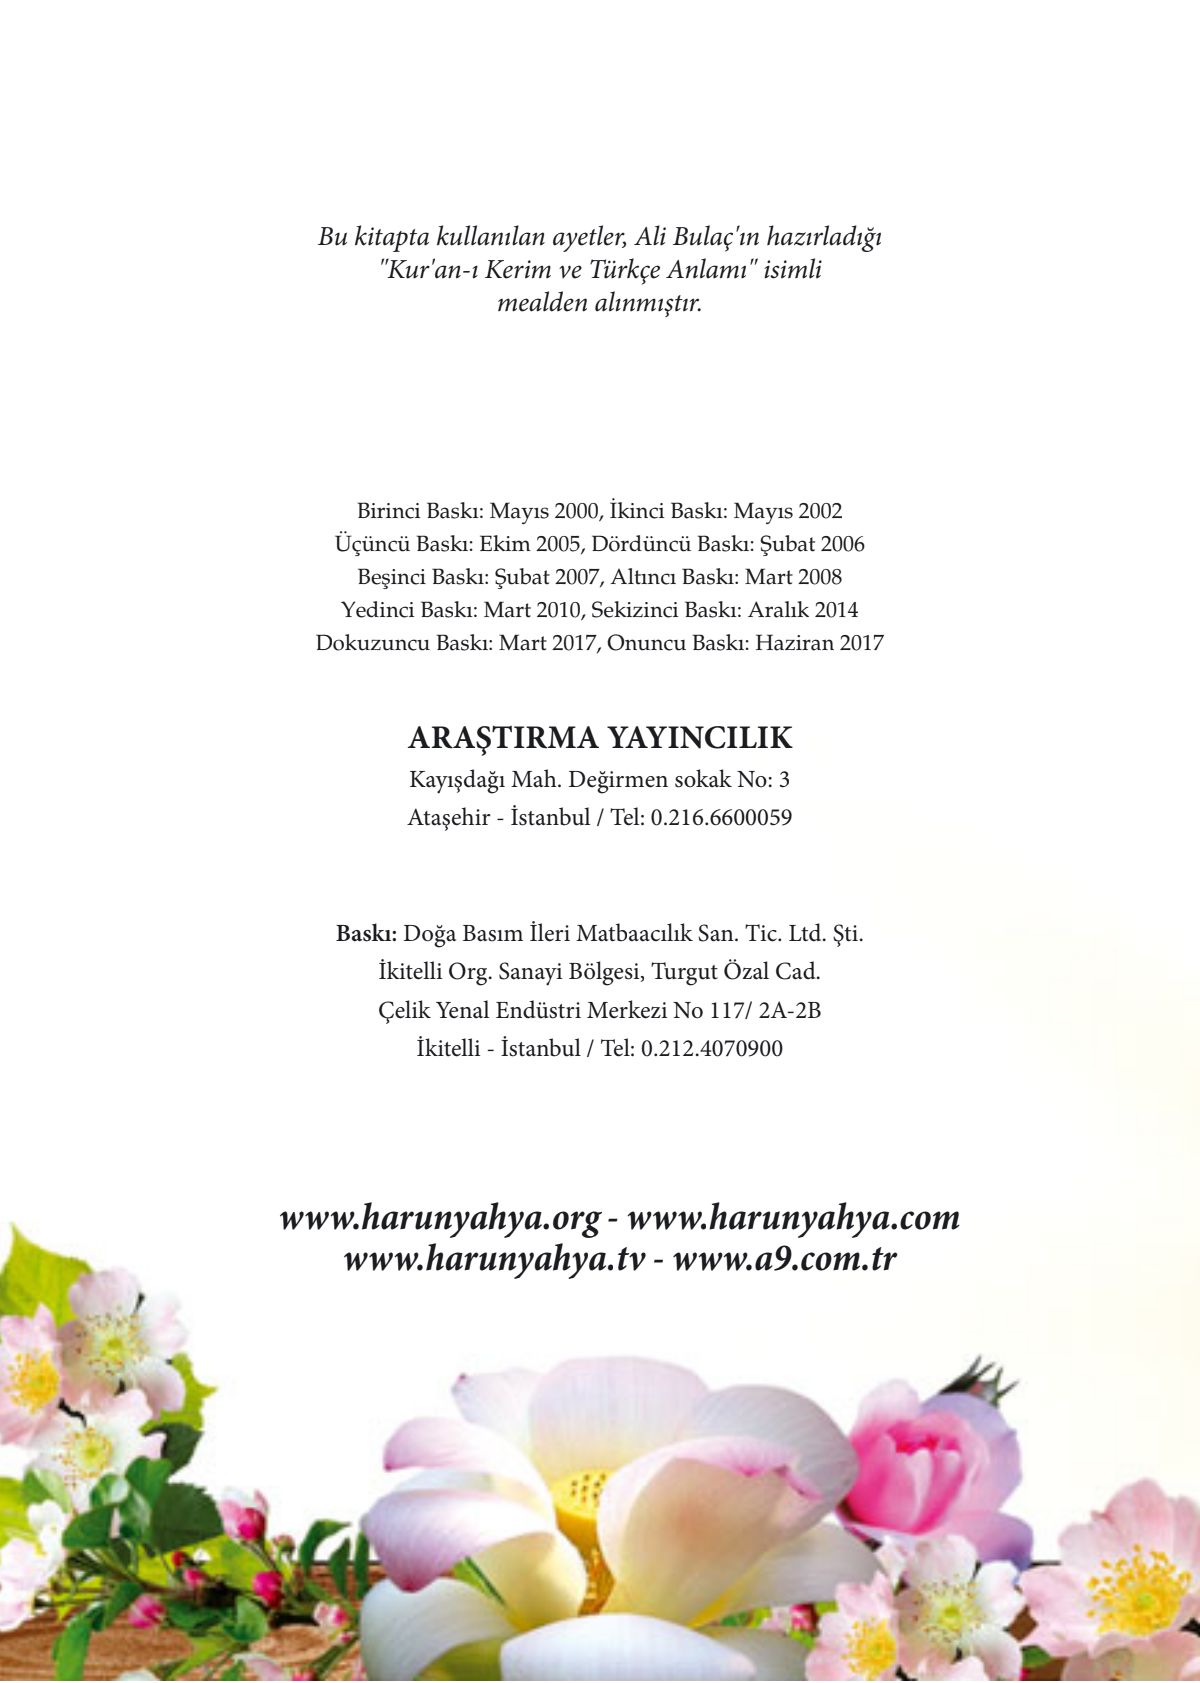 Bu kitapta kullanılan ayetler, Ali Bulaç'ın hazırladığı
"Kur'an-ı Kerim ve Türkçe Anlamı" isimli
mealden alınmıştır.
Birinci Baskı: Mayıs 2000, İkinci Baskı: Mayıs 2002
Üçüncü Baskı: Ekim 2005, Dördüncü Baskı: Şubat 2006
Beşinci Baskı: Şubat 2007, Altıncı Baskı: Mart 2008
Yedinci Baskı: Mart 2010, Sekizinci Baskı: Aralık 2014
Dokuzuncu Baskı: Mart 2017, Onuncu Baskı: Haziran 2017
ARAŞTIRMA YAYINCILIK
Kayışdağı Mah. Değirmen sokak No: 3
Ataşehir - İstanbul / Tel: 0.216.6600059
Baskı: Doğa Basım İleri Matbaacılık San. Tic. Ltd. Şti.
İkitelli Org. Sanayi Bölgesi, Turgut Özal Cad.
Çelik Yenal Endüstri Merkezi No 117/ 2A-2B
İkitelli - İstanbul / Tel: 0.212.4070900
www.harunyahya.org - www.harunyahya.com
www.harunyahya.tv - www.a9.com.tr